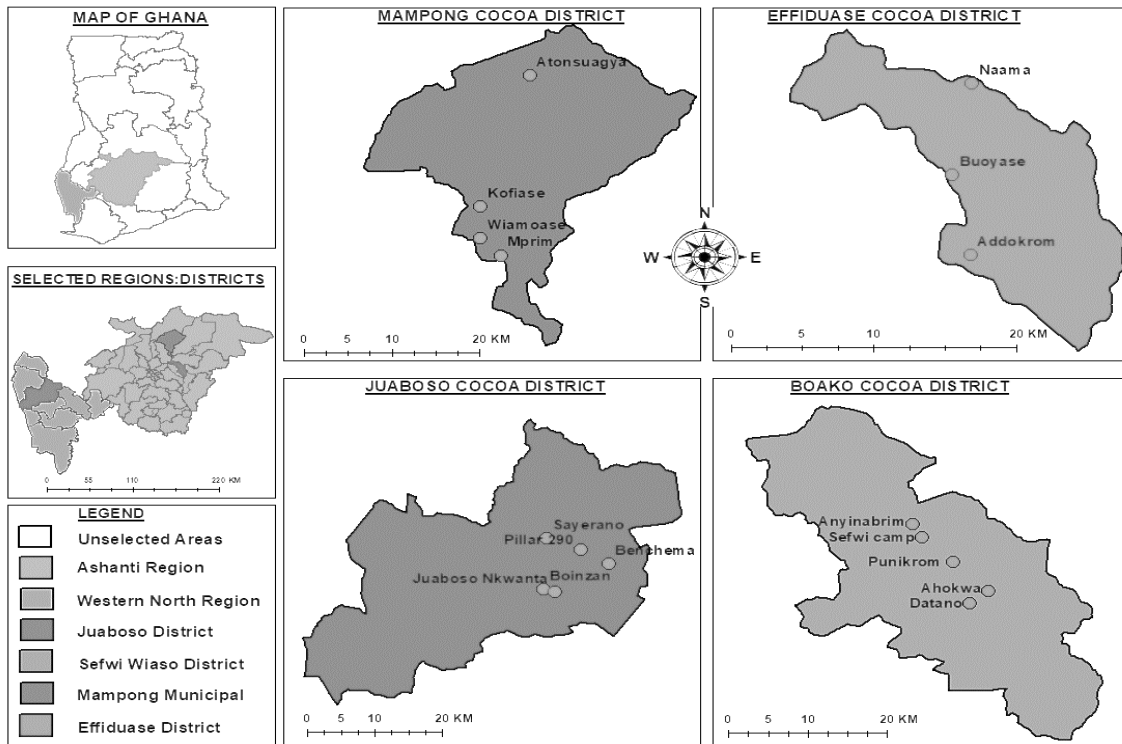 MAP OF GHANA
SELECTED REGIONS:DISTRICTS
0 55 110 220 KM
LEGEND
Unselected Areas
Ashanti Region
Western North Region
Juaboso District
Sefwi Wiaso District
Mampong Municipal
Effiduase District
MAMPONG COCOA DISTRICT
Atonsuagya
Kofiase
Wiamoase
Mprim
0 5 10 20 KM
N
W E
S
EFFIDUASE COCOA DISTRICT
Naama
Buoyase
Addokrom
0 5 10 20 KM
JUABOSO COCOA DISTRICT
Sayerano
Pillar 290
Benchema
Juaboso Nkwanta
Boinzan
0 5 10 20 KM
BOAKO COCOA DISTRICT
Anyinabrim
Sefwi camp
Punikrom
Ahokwa
Datano
0 5 10 20 KM